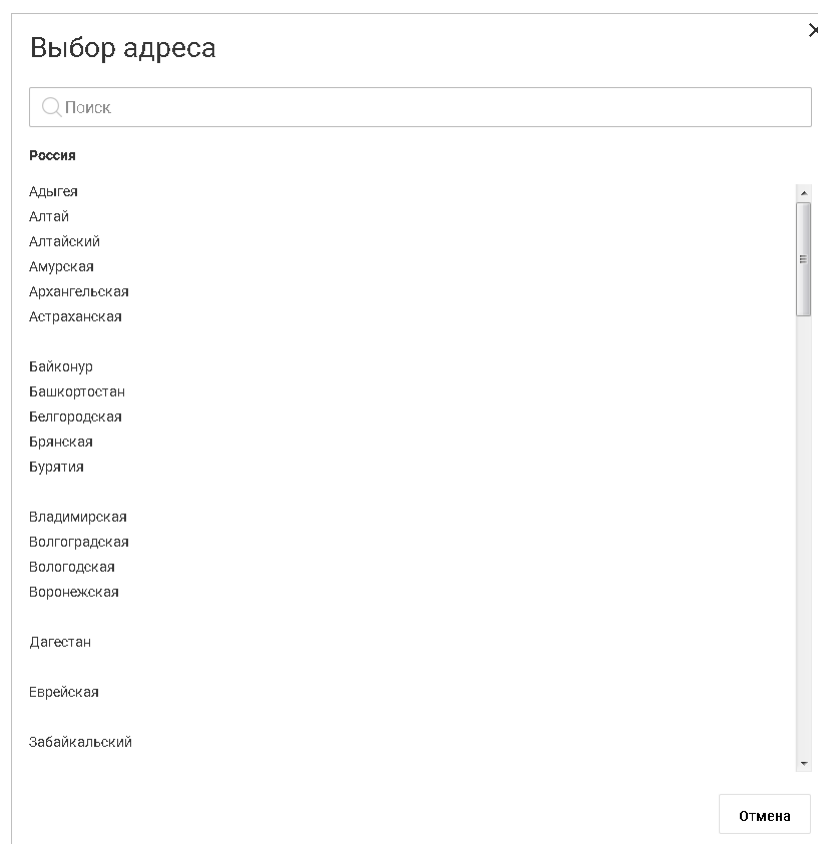 Выбор адреса
Поиск
Россия
Адыгея
Алтай
Алтайский
Амурская
Архангельская
Астраханская
Байконур
Башкортостан
Белгородская
Брянская
Бурятия
Владимирская
Волгоградская
Вологодская
Воронежская
Дагестан
Еврейская
Забайкальский
Отмена